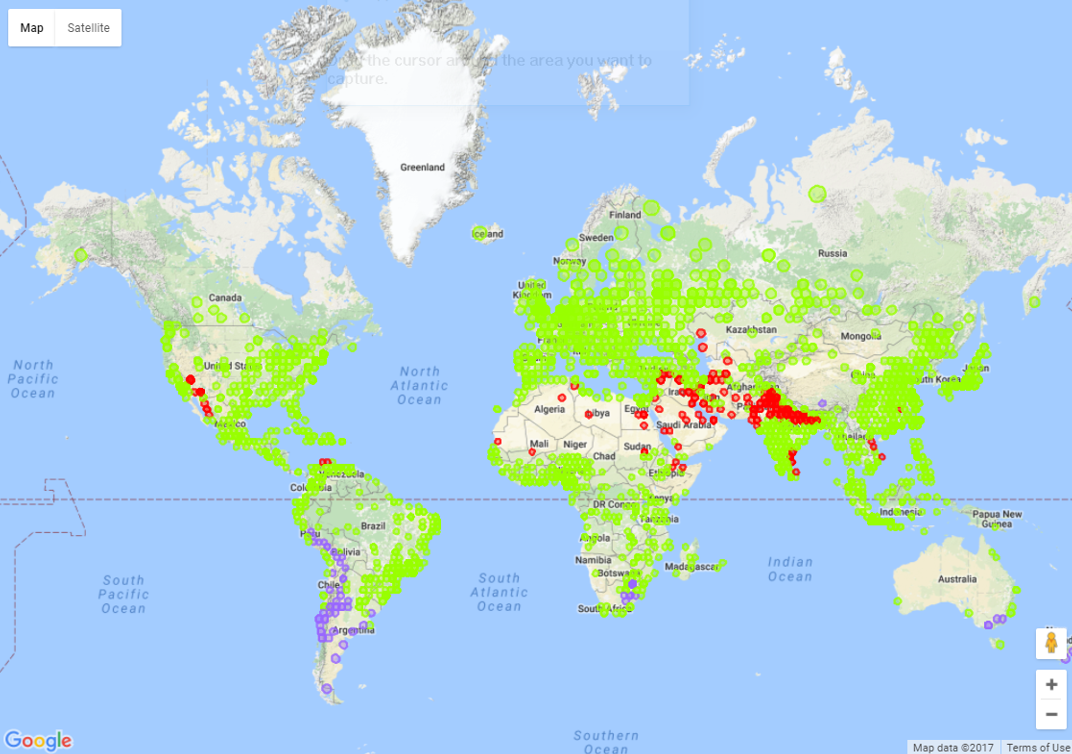 Map Satellite
the cursor around the area you want to
capture.
Greenland
Iceland
Finland
Sweden
Norway
Russia
United
Kingdom
Canada
Kazakhstan
Mongolia
North
Pacific
Ocean
United States
North
Atlantic
Ocean
China
South Korea
Japan
Algeria
Libya
Egypt
Saudi Arabia
Mexico
Mali
Niger
Sudan
Chad
Thailand
Venezuela
Ethiopia
Colombia
DR Congo
Kenya
Indonesia
Papua New
Guinea
Brazil
Tanzania
Peru
Angola
Bolivia
Namibia
Madagascar
Indian
Ocean
Botswana
Australia
South
Pacific
Ocean
South
Atlantic
Ocean
Chile
South Africa
Argentina
Southern
Ocean
Google
Map data ©2017 Terms of Use